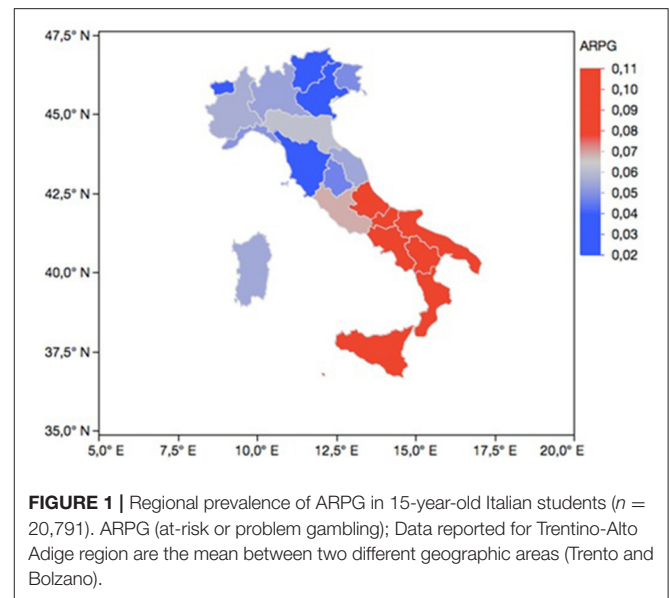 47,5° N
45,0° N
42,5° N
40,0° N
37,5° N
35,0° N
5,0° E 7,5° E 10,0° E 12,5° E 15,0° E 17,5° E 20,0° E
ARPG
0,11
0,10
0,09
0,08
0,07
0,06
0,05
0,04
0,03
0,02
FIGURE 1 | Regional prevalence of ARPG in 15-year-old Italian students (n =
20,791). ARPG (at-risk or problem gambling); Data reported for Trentino-Alto
Adige region are the mean between two different geographic areas (Trento and
Bolzano).